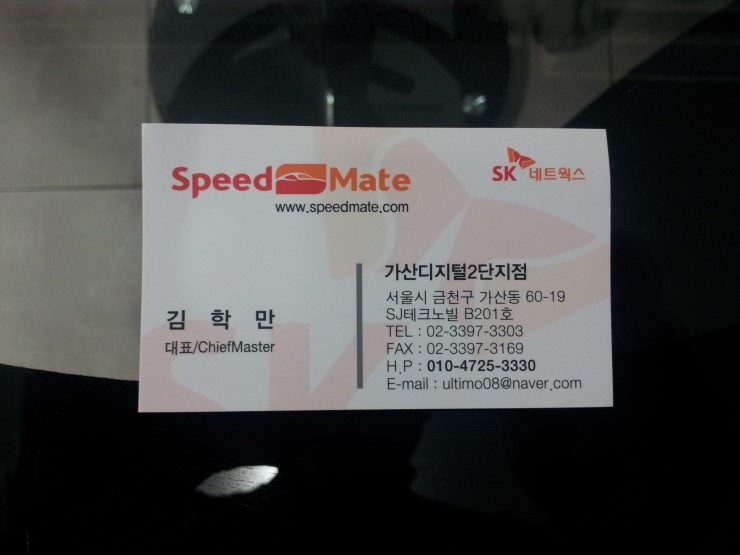 Speed Mate
www.speedmate.com
SK 네트웍스
김 학 만
대표/ChiefMaster
가산디지털2단지점
서울시 금천구 가산동 60-19
SJ테크노빌 B201호
TEL : 02-3397-3303
FAX : 02-3397-3169
H.P : 010-4725-3330
E-mail : ultimo08@naver.com